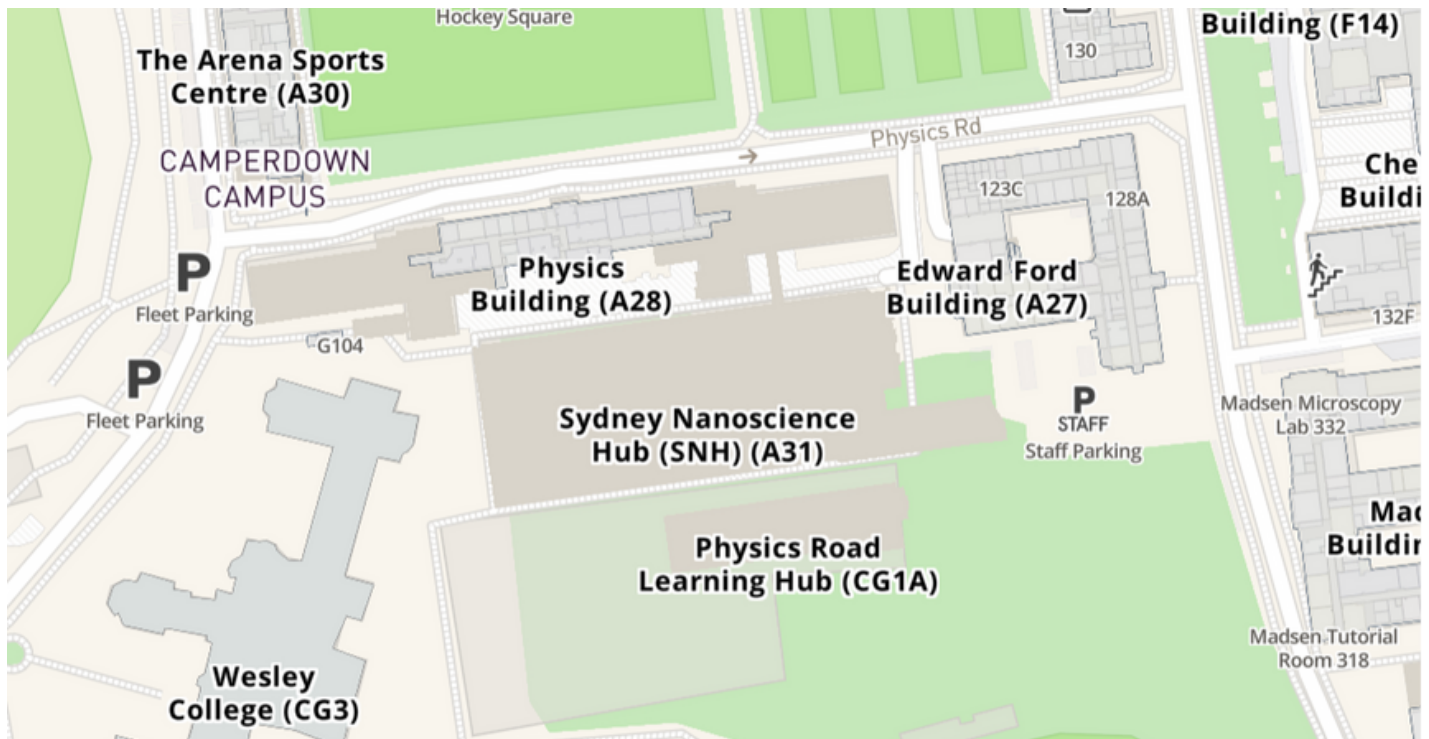 Hockey Square
Building (F14)
130
The Arena Sports
Centre (A30)
CAMPERDOWN
CAMPUS
Physics Rd
Che
Buildi
123C
128A
P
Fleet Parking
Physics
Building (A28)
Edward Ford
Building (A27)
132F
G104
P
Fleet Parking
Sydney Nanoscience
Hub (SNH) (A31)
P
STAFF
Staff Parking
Madsen Microscopy
Lab 332
Mad
Buildin
Physics Road
Learning Hub (CG1A)
Madsen Tutorial
Room 318
Wesley
College (CG3)